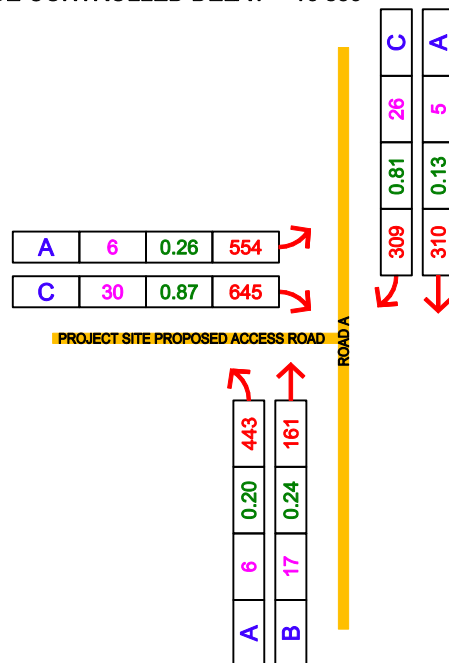 C 26 0.81 309
A 5 0.13 310
A 6 0.26 554
C 30 0.87 645
PROJECT SITE PROPOSED ACCESS ROAD
ROAD A
A 6 0.20 443
B 17 0.24 161